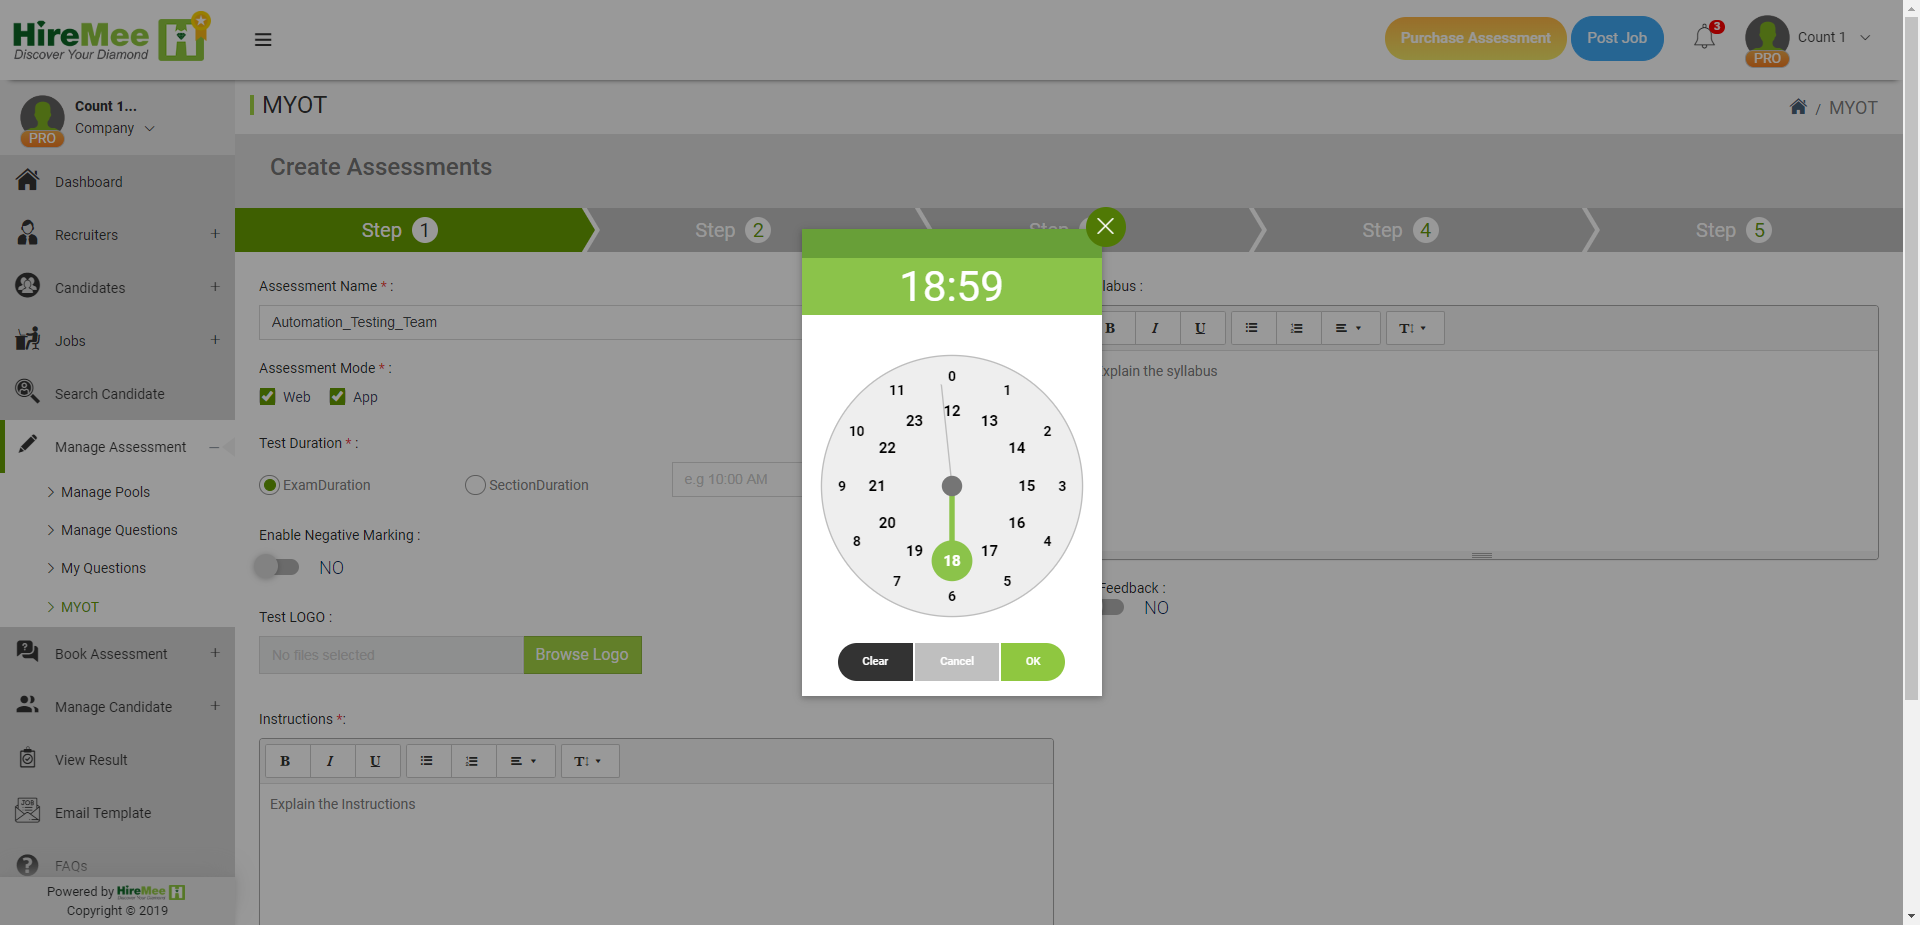 HireMee
Discover Your Diamond
Purchase Assessment
Post Job
3
Count 1
PRO
Count 1...
Company
PRO
MYOT
/ MYOT
Dashboard
Recruiters +
Candidates +
Jobs +
Search Candidate
Manage Assessment –
Manage Pools
Manage Questions
My Questions
MYOT
Book Assessment +
Manage Candidate +
View Result
Email Template
FAQs
Powered by HireMee
Copyright © 2019
Create Assessments
Step 1
Step 2
Step
Step 4
Step 5
Assessment Name * :
Automation_Testing_Team
Assessment Mode * :
Web
App
Test Duration * :
ExamDuration
SectionDuration
e.g 10:00 AM
Enable Negative Marking :
NO
Test LOGO :
No files selected
Browse Logo
Instructions *:
B I U T
Explain the Instructions
18:59
0
11 1
12
23 13
10 2
22 14
9 21 15 3
20 16
8 4
19 17
18
7 5
6
Clear
Cancel
OK
labus :
B I U T
xplain the syllabus
Feedback :
NO